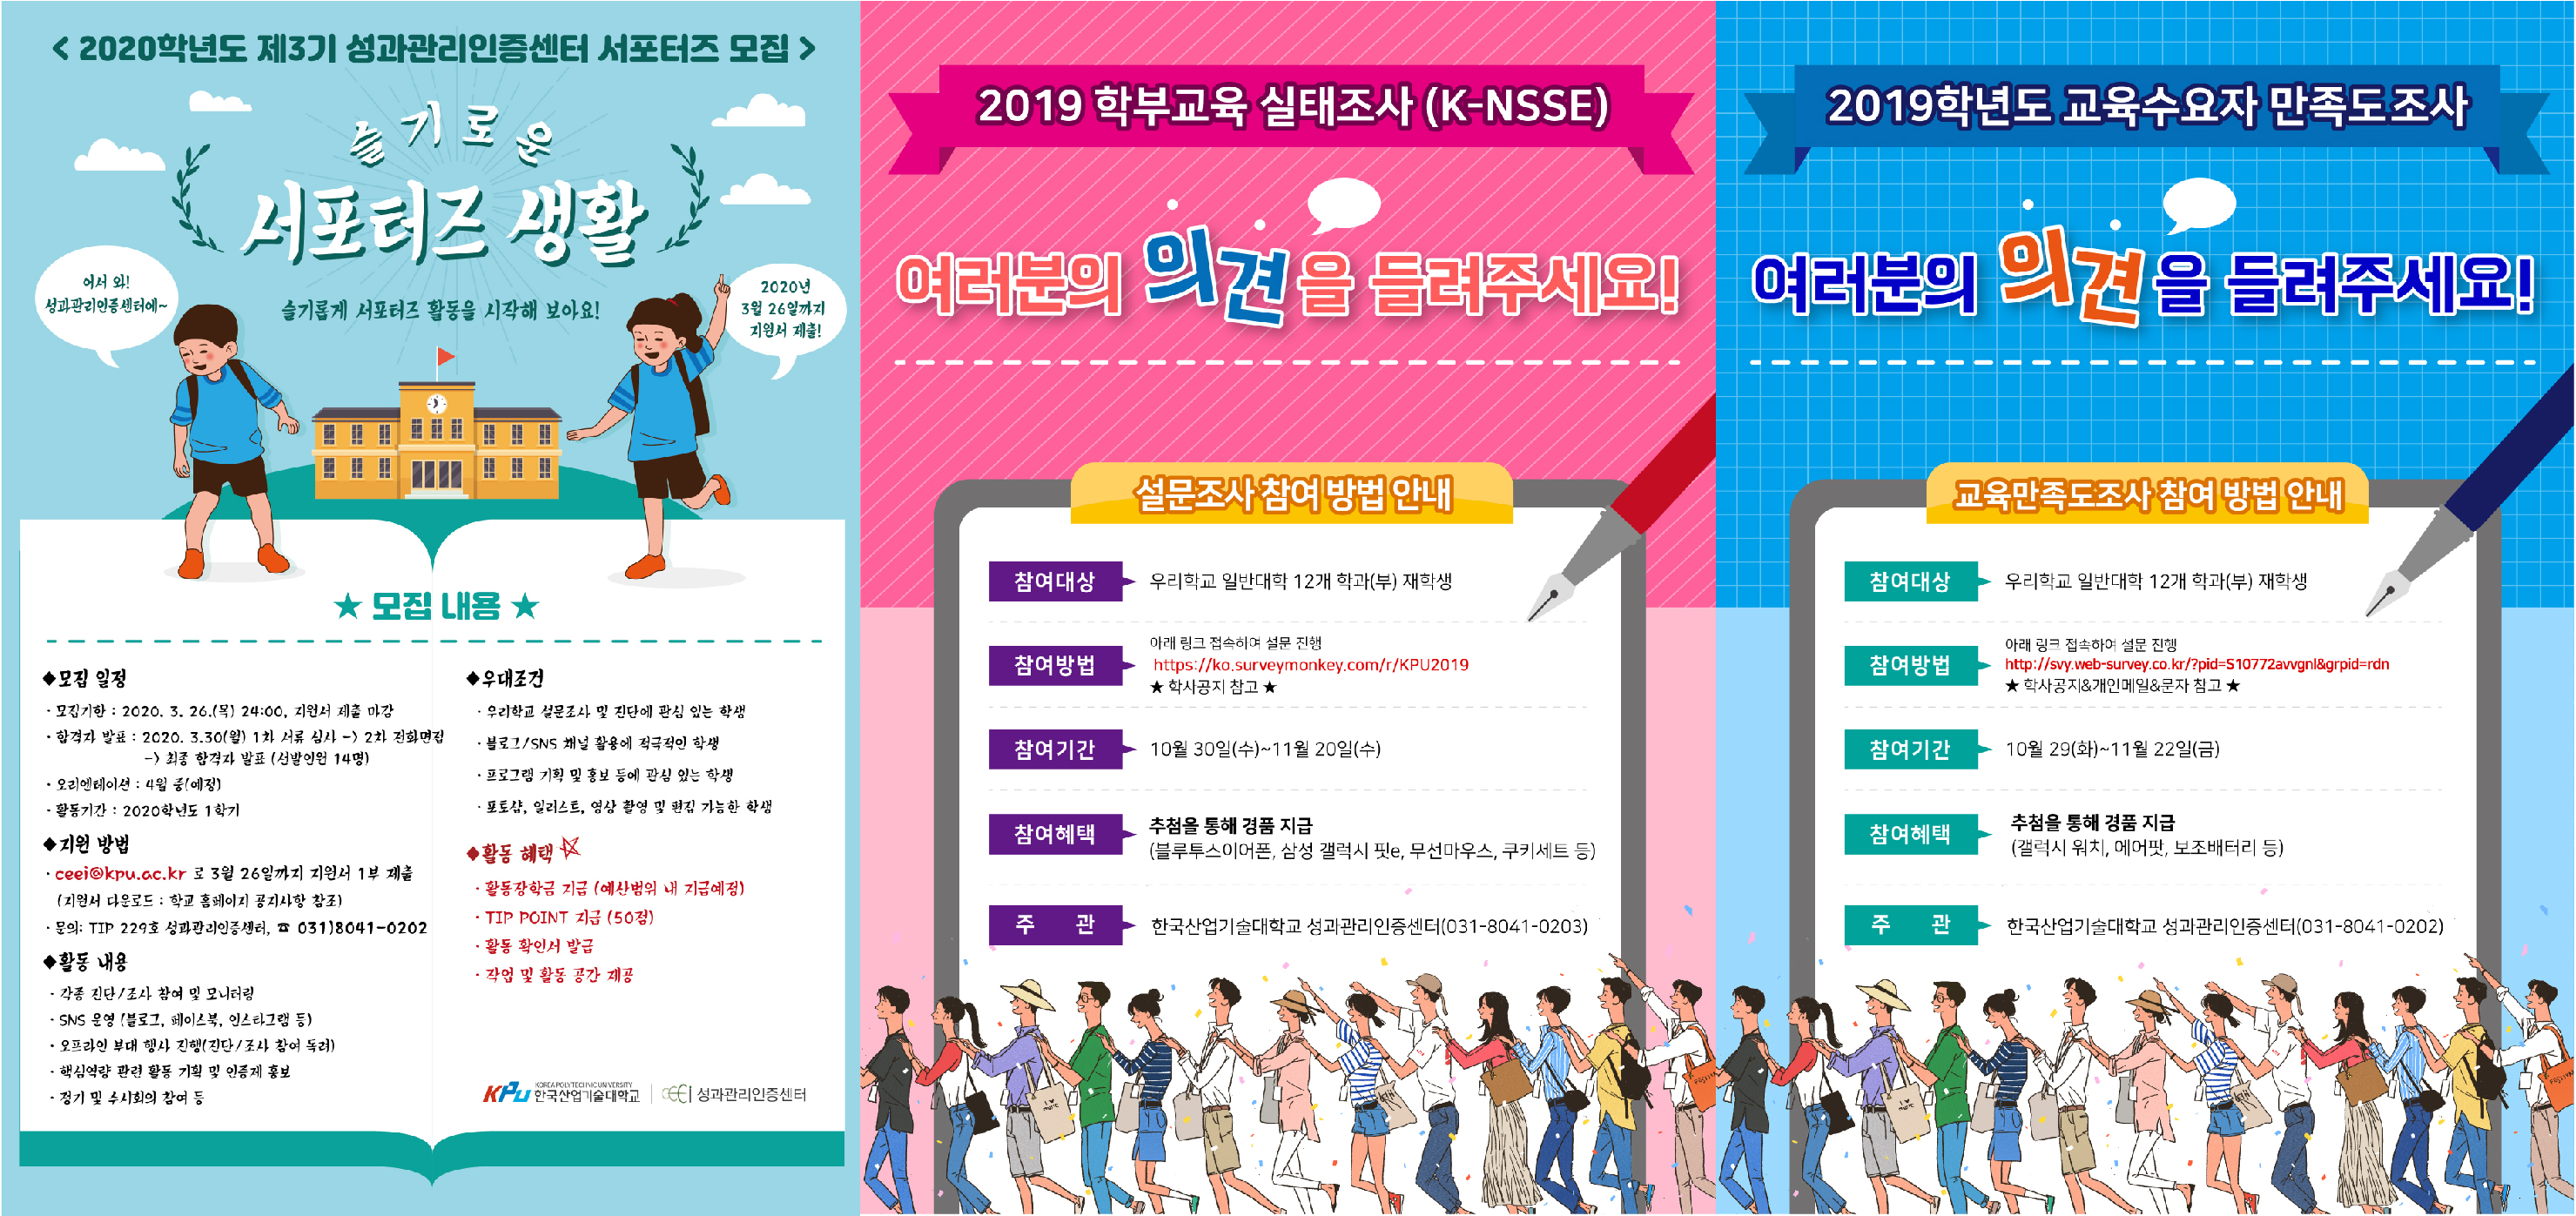 < 2020학년도 제3기 성과관리인증센터 서포터즈 모집 >
슬기로운
서포터즈 생활
어서 와!
성과관리인증센터에~
슬기롭게 서포터즈 활동을 시작해 보아요!
2020년
3월 26일까지
지원서 제출!
★ 모집 내용 ★
◆모집 일정
· 모집기한 : 2020. 3. 26.(목) 24:00, 지원서 제출 마감
· 합격자 발표 : 2020. 3.30(월) 1차 서류 심사 -> 2차 전화면접
-> 최종 합격자 발표 (선발인원 14명)
· 오리엔테이션 : 4월 중(예정)
· 활동기간 : 2020학년도 1학기
◆지원 방법
· ceei@kpu.ac.kr 로 3월 26일까지 지원서 1부 제출
(지원서 다운로드 : 학교 홈페이지 공지사항 참조)
· 문의: TIP 229호 성과관리인증센터, ☎ 031)8041-0202
◆활동 내용
· 각종 진단/조사 참여 및 모니터링
· SNS 운영 (블로그, 페이스북, 인스타그램 등)
· 오프라인 부대 행사 진행(진단/조사 참여 독려)
· 핵심역량 관련 활동 기획 및 인증제 홍보
· 정기 및 수시회의 참여 등
◆우대조건
· 우리학교 설문조사 및 진단에 관심 있는 학생
· 블로그/SNS 채널 활용에 적극적인 학생
· 프로그램 기획 및 홍보 등에 관심 있는 학생
· 포토샵, 일러스트, 영상 촬영 및 편집 가능한 학생
◆활동 혜택
· 활동장학금 지급 (예산범위 내 지급예정)
· TIP POINT 지급 (50점)
· 활동 확인서 발급
· 작업 및 활동 공간 제공
KPU
KOREA POLYTECHNIC UNIVERSITY
한국산업기술대학교
ceei 성과관리인증센터
2019 학부교육 실태조사 (K-NSSE)
여러분의 의견을 들려주세요!
설문조사 참여 방법 안내
참여대상 우리학교 일반대학 12개 학과(부) 재학생
참여방법 아래 링크 접속하여 설문 진행
https://ko.surveymonkey.com/r/KPU2019
★ 학사공지 참고 ★
참여기간 10월 30일(수)~11월 20일(수)
참여혜택 추첨을 통해 경품 지급
(블루투스이어폰, 삼성 갤럭시 핏e, 무선마우스, 쿠키세트 등)
주 관 한국산업기술대학교 성과관리인증센터(031-8041-0203)
2019학년도 교육수요자 만족도조사
여러분의 의견을 들려주세요!
교육만족도조사 참여 방법 안내
참여대상 우리학교 일반대학 12개 학과(부) 재학생
참여방법 아래 링크 접속하여 설문 진행
http://svy.web-survey.co.kr/?pid=S10772avvgnl&grpid=rdn
★ 학사공지&개인메일&문자 참고 ★
참여기간 10월 29(화)~11월 22일(금)
참여혜택 추첨을 통해 경품 지급
(갤럭시 워치, 에어팟, 보조배터리 등)
주 관 한국산업기술대학교 성과관리인증센터(031-8041-0202)